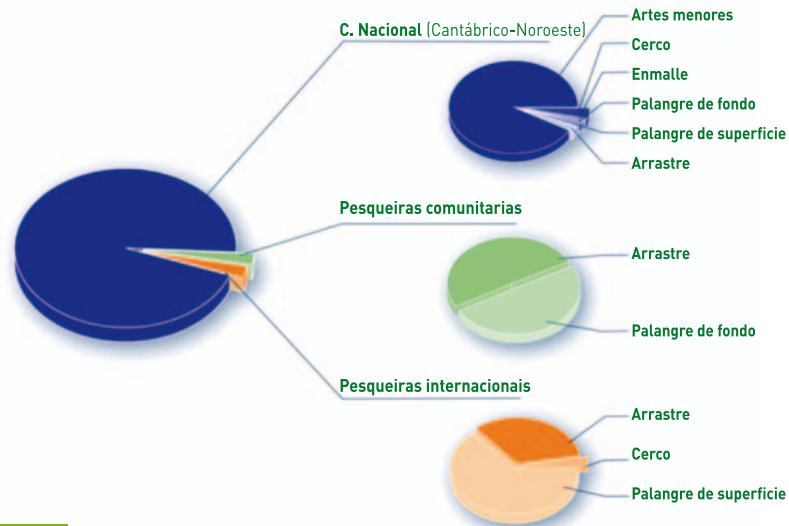 C. Nacional (Cantábrico-Noroeste)
Artes menores
Cerco
Enmalle
Palangre de fondo
Palangre de superficie
Arrastre
Pesqueiras comunitarias
Arrastre
Palangre de fondo
Pesqueiras internacionais
Arrastre
Cerco
Palangre de superficie